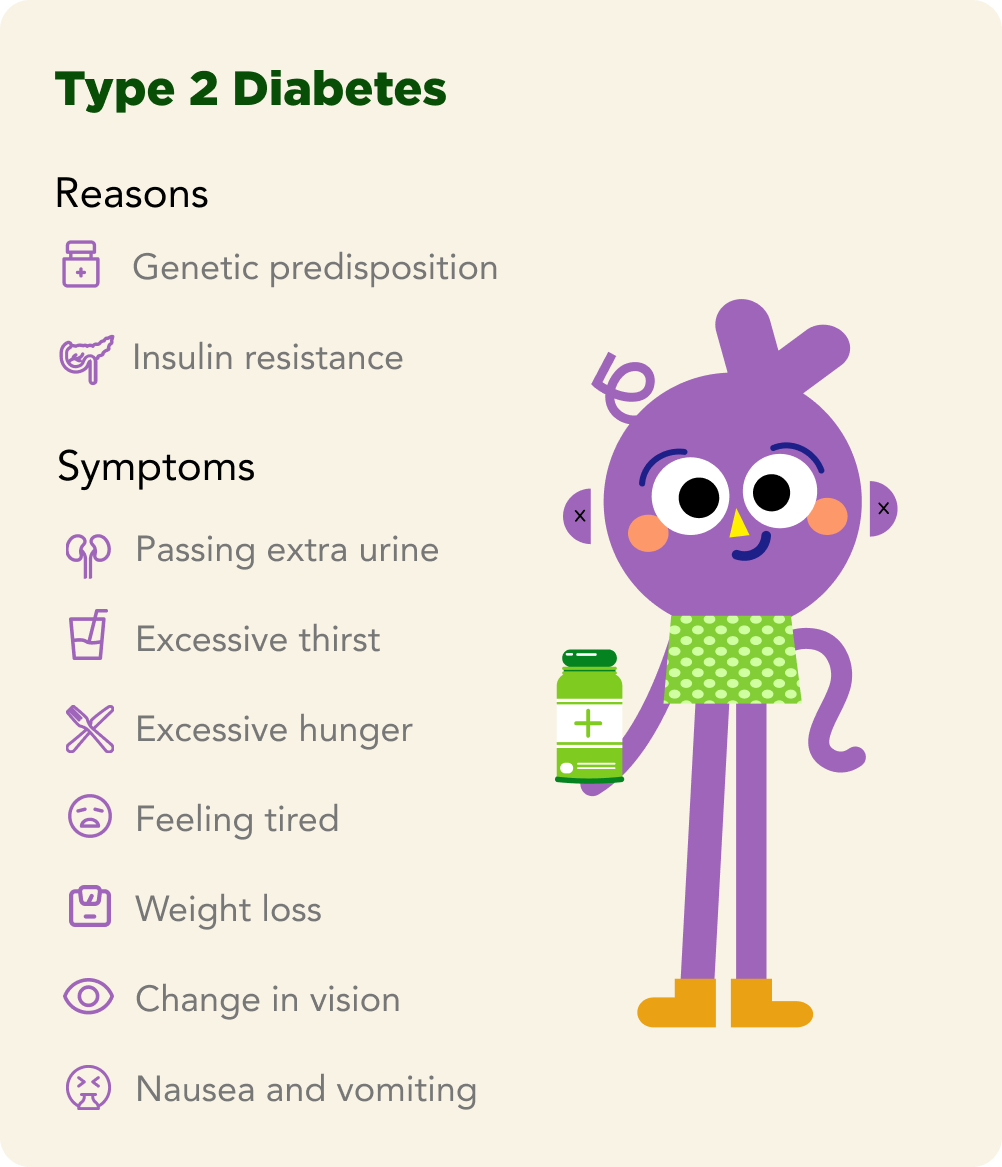 Type 2 Diabetes
Reasons
Genetic predisposition
Insulin resistance
Symptoms
Passing extra urine
Excessive thirst
Excessive hunger
Feeling tired
Weight loss
Change in vision
Nausea and vomiting